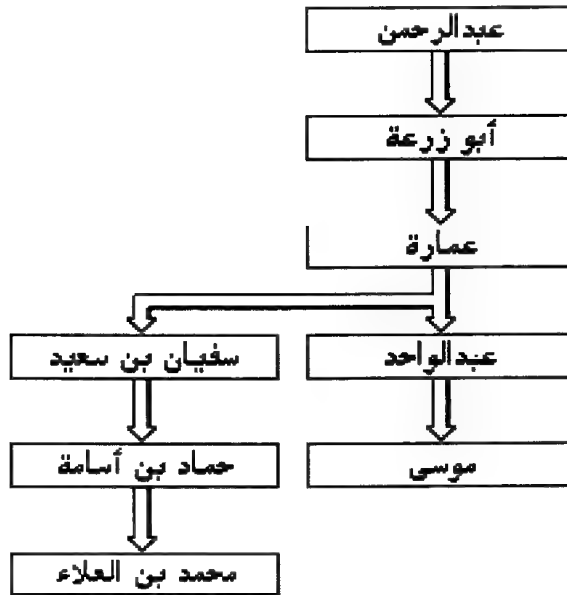 عبدالرحمن
أبو زرعة
عمارة
عبدالواحد
سفيان بن سعيد
موسى
حماد بن أسامة
محمد بن العلاء